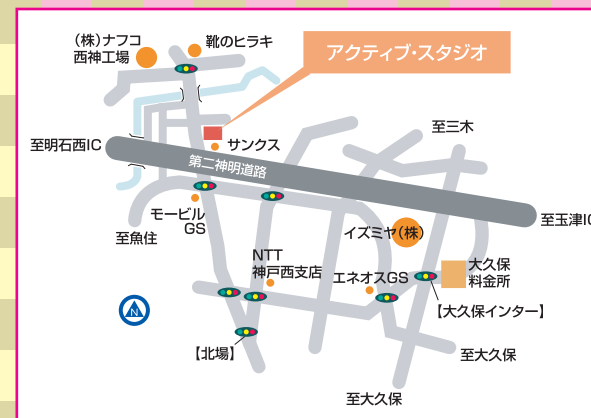 (株)ナフコ
西神工場
靴のヒラキ
アクティブ・スタジオ
至三木
サンクス
至明石西IC
第二神明道路
モービル
GS
至魚住
イズミヤ(株)
至玉津IC
NTT
神戸西支店
エネオスGS
大久保
料金所
【大久保インター】
N
【北場】
至大久保
至大久保